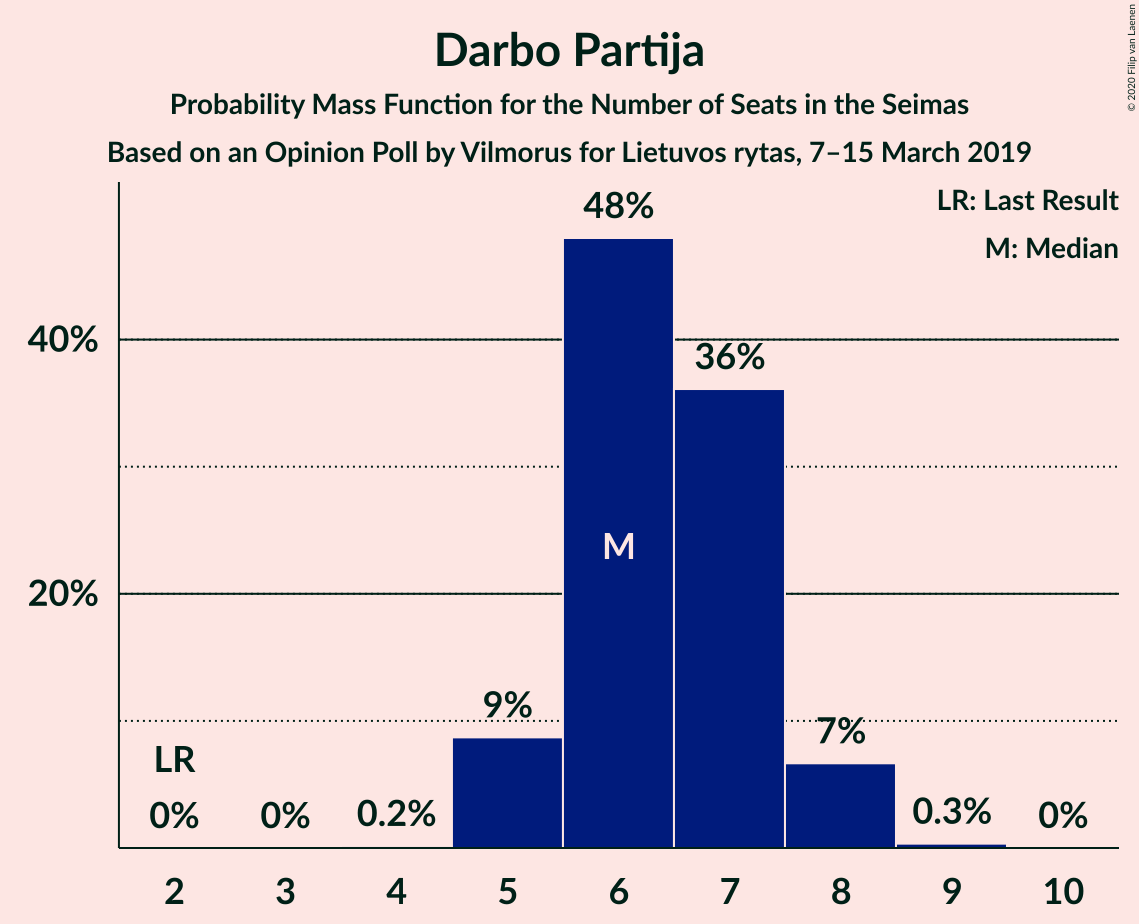 Darbo Partija
Probability Mass Function for the Number of Seats in the Seimas
Based on an Opinion Poll by Vilmorus for Lietuvos rytas, 7–15 March 2019
© 2020 Filip van Laenen
LR: Last Result
M: Median
48%
40%
36%
M
20%
9%
7%
LR
0%
0%
0.2%
0.3%
0%
2 3 4 5 6 7 8 9 10